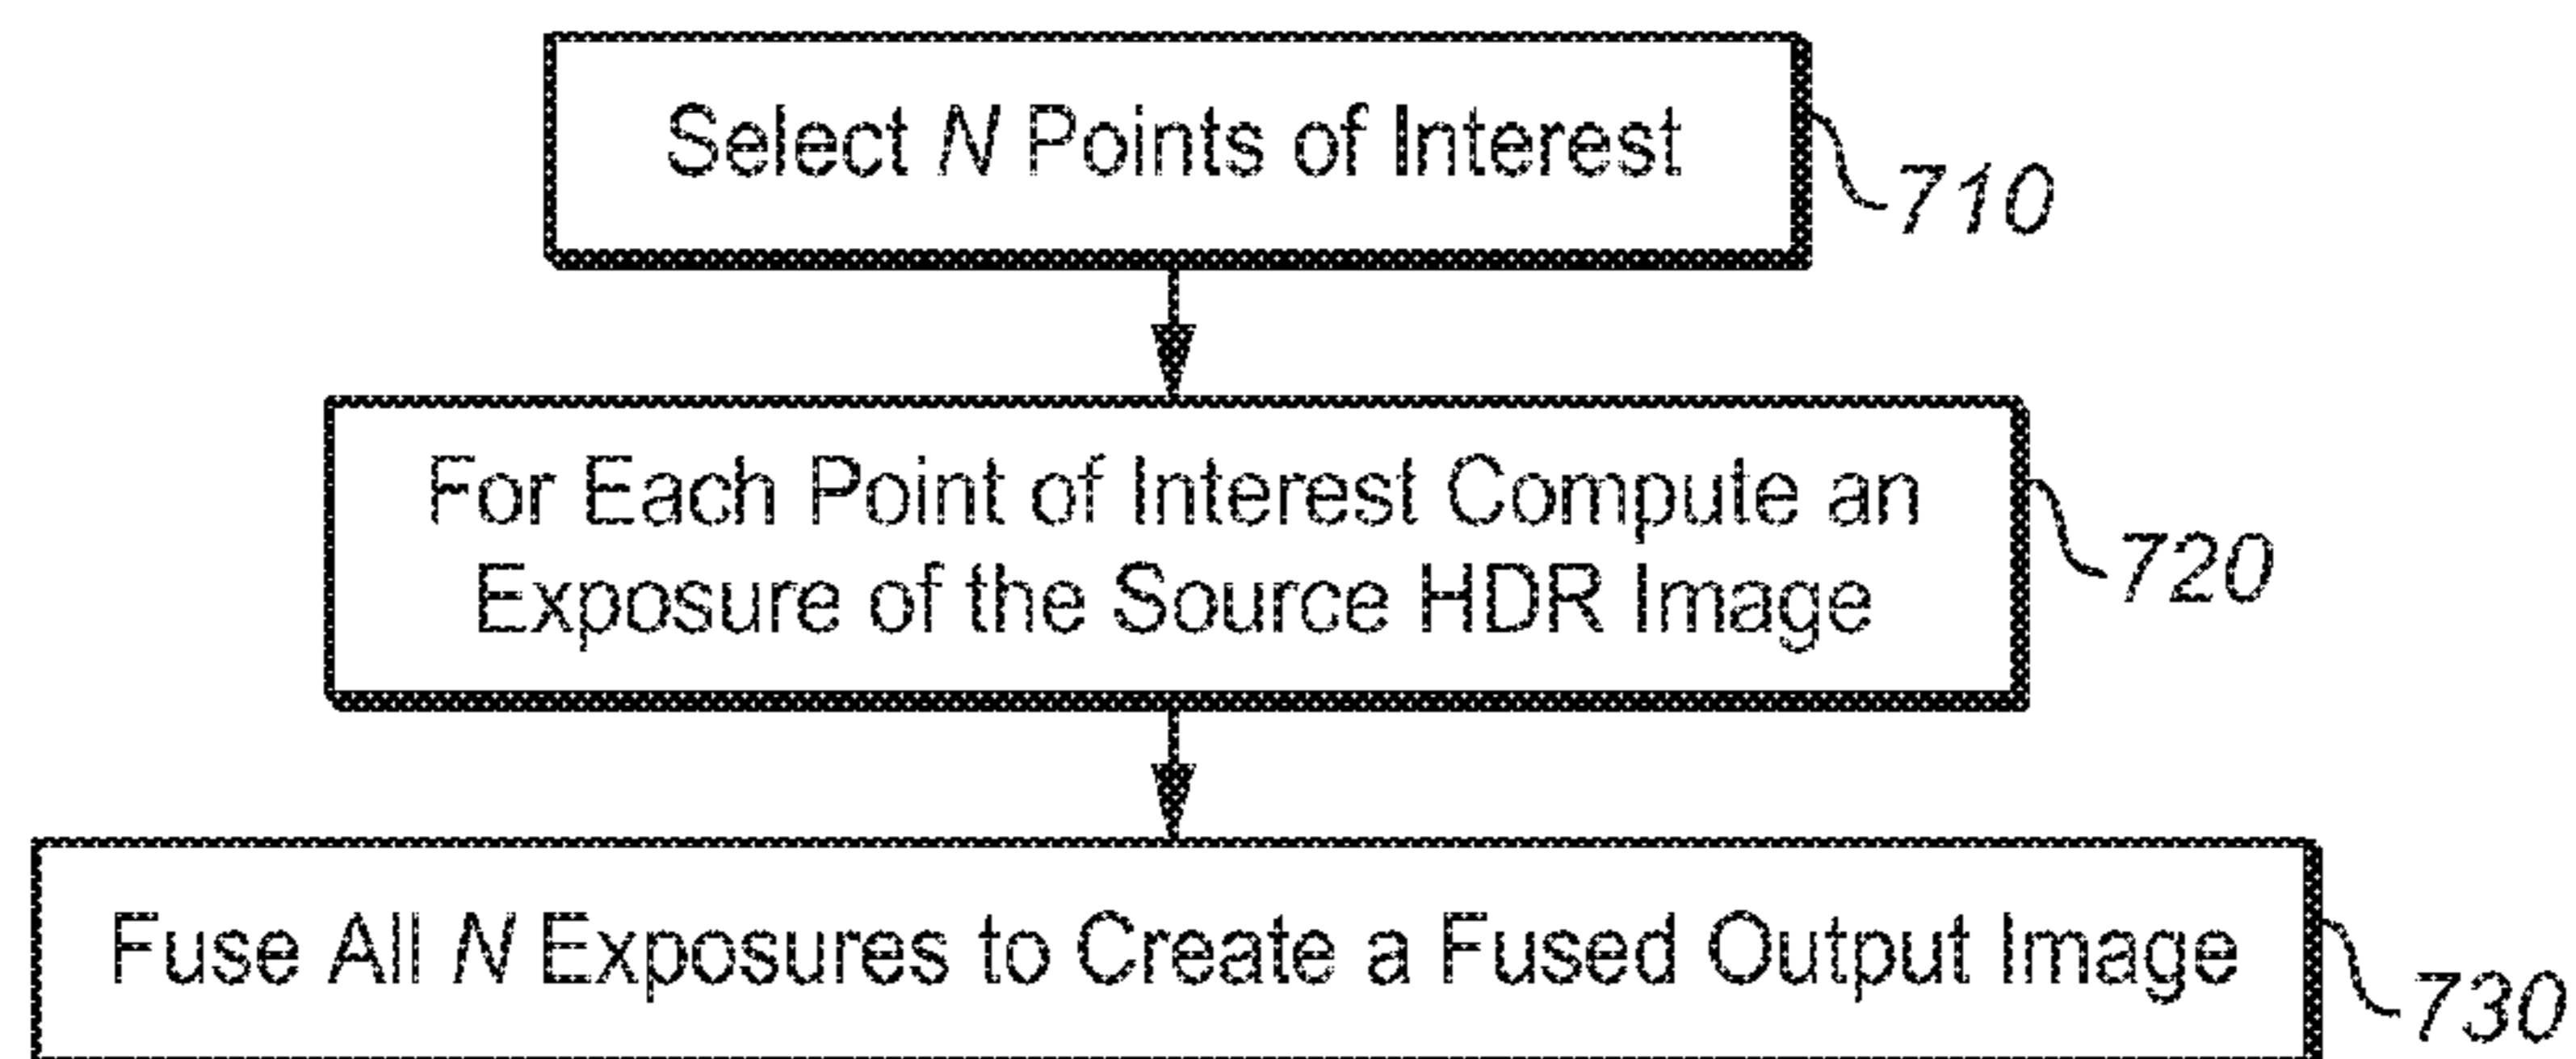 Select N Points of Interest
710
For Each Point of Interest Compute an
Exposure of the Source HDR Image
720
Fuse All N Exposures to Create a Fused Output Image
730